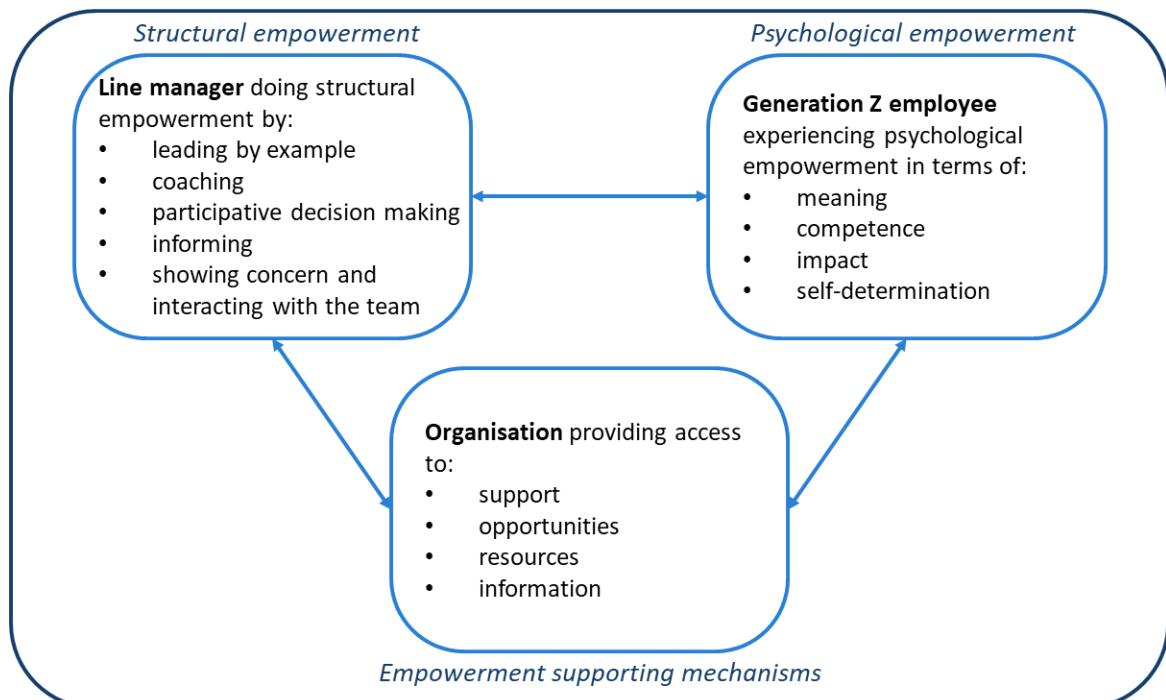 Structural empowerment
Line manager doing structural
empowerment by:
• leading by example
• coaching
• participative decision making
• informing
• showing concern and
interacting with the team
Psychological empowerment
Generation Z employee
experiencing psychological
empowerment in terms of:
• meaning
• competence
• impact
• self-determination
Organisation providing access
to:
• support
• opportunities
• resources
• information
Empowerment supporting mechanisms